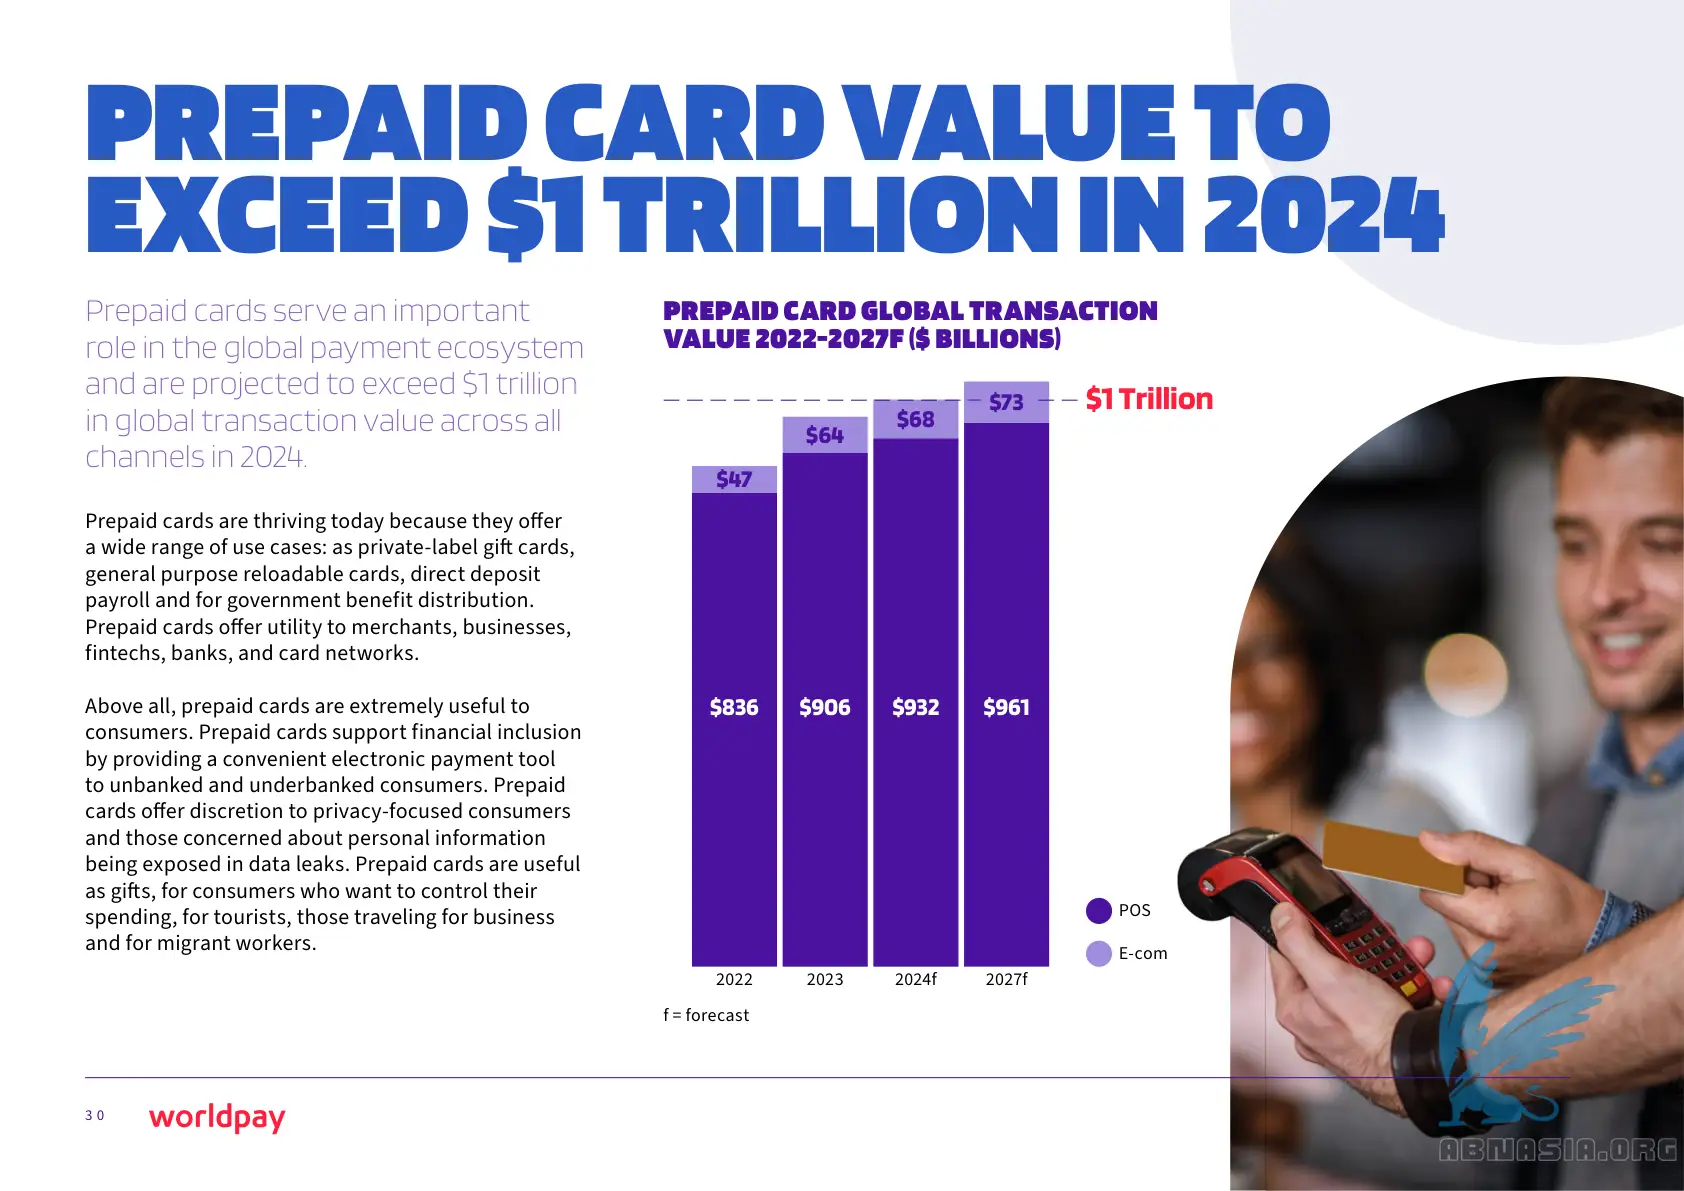 PREPAID CARD VALUE TO
EXCEED $1 TRILLION IN 2024
Prepaid cards serve an important
role in the global payment ecosystem
and are projected to exceed $1 trillion
in global transaction value across all
channels in 2024.
Prepaid cards are thriving today because they offer
a wide range of use cases: as private-label gift cards,
general purpose reloadable cards, direct deposit
payroll and for government benefit distribution.
Prepaid cards offer utility to merchants, businesses,
fintechs, banks, and card networks.
Above all, prepaid cards are extremely useful to
consumers. Prepaid cards support financial inclusion
by providing a convenient electronic payment tool
to unbanked and underbanked consumers. Prepaid
cards offer discretion to privacy-focused consumers
and those concerned about personal information
being exposed in data leaks. Prepaid cards are useful
as gifts, for consumers who want to control their
spending, for tourists, those traveling for business
and for migrant workers.
PREPAID CARD GLOBAL TRANSACTION
VALUE 2022-2027F ($ BILLIONS)
$1 Trillion
$47
$64
$68
$73
$836
$906
$932
$961
2022
2023
2024f
2027f
POS
E-com
f = forecast
30
worldpay
ABNASIA.ORG